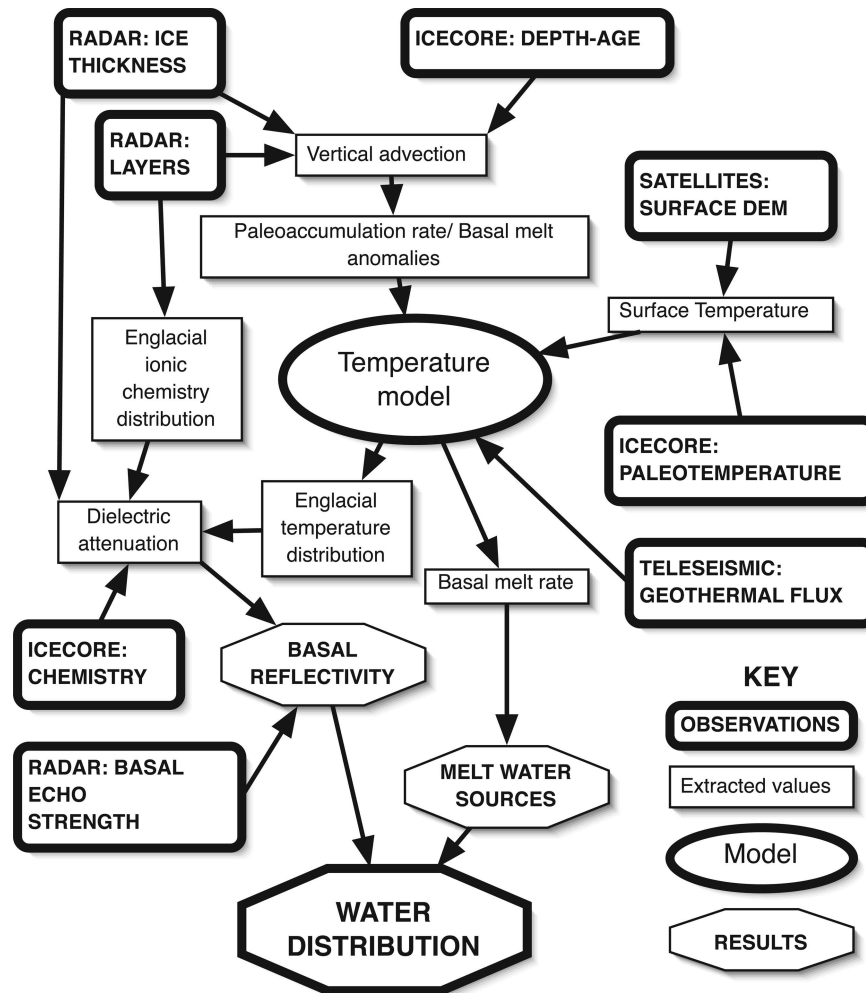 RADAR: ICE
THICKNESS
ICECORE: DEPTH-AGE
RADAR:
LAYERS
Vertical advection
SATELLITES:
SURFACE DEM
Paleoaccumulation rate/ Basal melt
anomalies
Surface Temperature
Englacial
ionic
chemistry
distribution
Temperature
model
ICECORE:
PALEOTEMPERATURE
Dielectric
attenuation
Englacial
temperature
distribution
Basal melt rate
TELESEISMIC:
GEOTHERMAL FLUX
ICECORE:
CHEMISTRY
BASAL
REFLECTIVITY
RADAR: BASAL
ECHO
STRENGTH
MELT WATER
SOURCES
WATER
DISTRIBUTION
KEY
OBSERVATIONS
Extracted values
Model
RESULTS